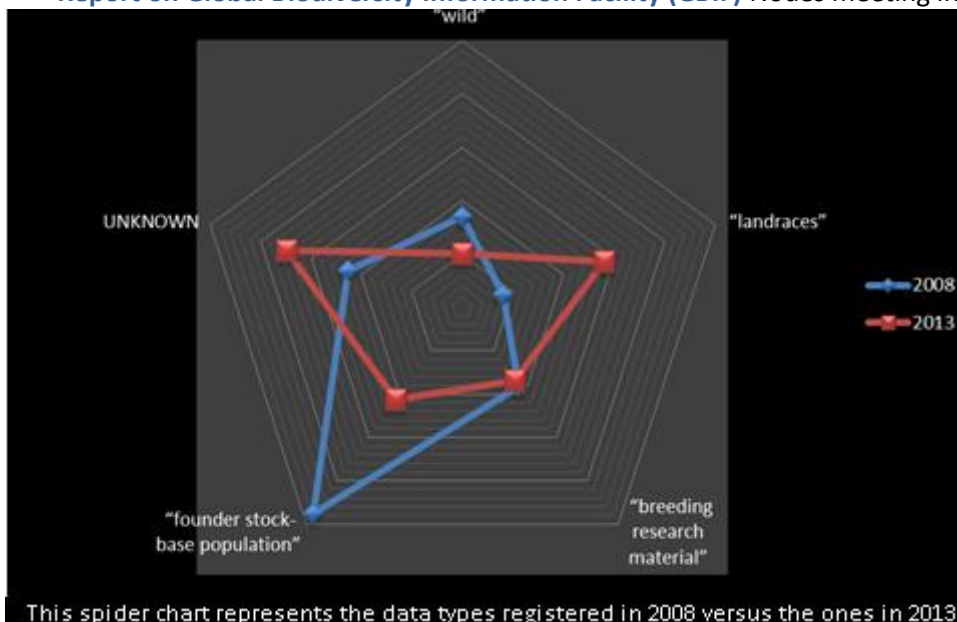 Report on Global Biodiversity Information Facility (GBIF) Nodes meeting in
"wild"
UNKNOWN
"landraces"
2008
2013
"founder stock-
base population"
"breeding
research
material"
This spider chart represents the data types registered in 2008 versus the ones in 2013